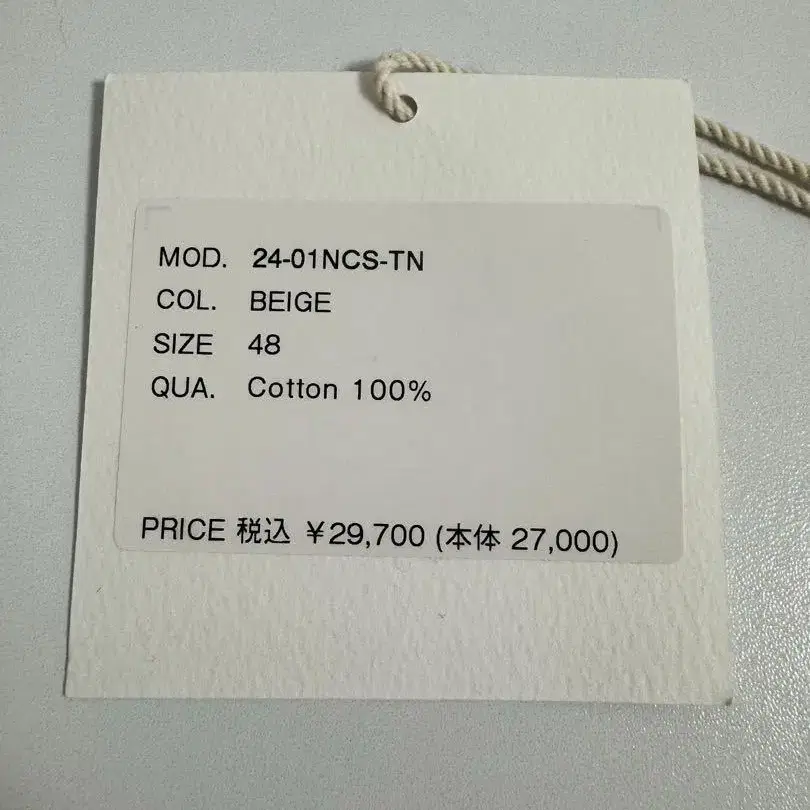 MOD. 24-01NCS-TN
COL. BEIGE
SIZE 48
QUA. Cotton 100%
PRICE 税込 ¥29,700 (本体 27,000)